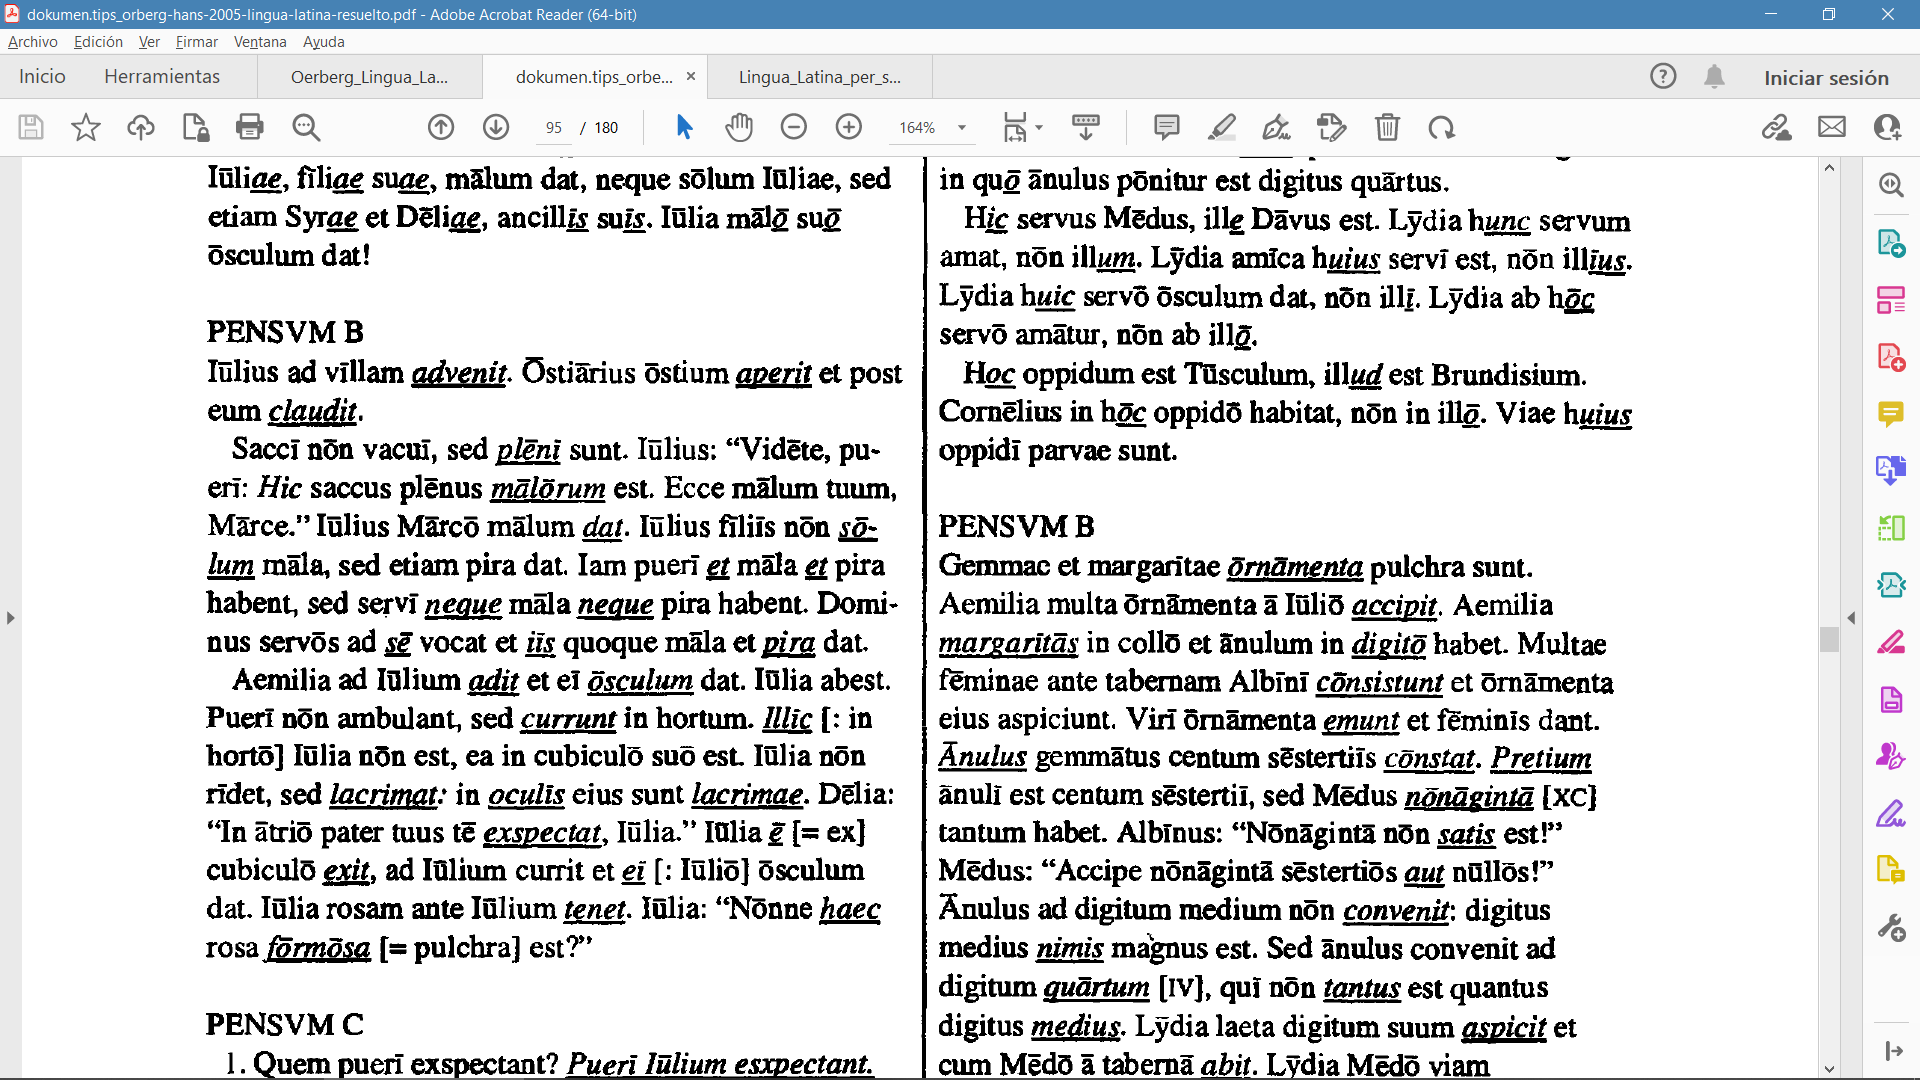 dokumen.tips_orberg-hans-2005-lingua-latina-resuelto.pdf - Adobe Acrobat Reader (64-bit)
Archivo Edición Ver Firmar Ventana Ayuda
Inicio Herramientas Oerberg_Lingua_La... dokumen.tips_orbe... × Lingua_Latina_per_s... Iniciar sesión
95 / 180 164%
Iūliae, fīliae suae, mālum dat, neque sōlum Iūliae, sed
etiam Syrae et Dēliae, ancillīs suīs. Iūlia mālō suō
ōsculum dat!
PENSVM B
Iūlius ad vīllam advenit. Ōstiārius ōstium aperit et post
eum claudit.
Saccī nōn vacuī, sed plēnī sunt. Iūlius: “Vidēte, pu-
erī: Hic saccus plēnus mālōrum est. Ecce mālum tuum,
Mārce.” Iūlius Mārcō mālum dat. Iūlius fīliīs nōn sō-
lum māla, sed etiam pira dat. Iam puerī et māla et pira
habent, sed servī neque māla neque pira habent. Domi-
nus servōs ad sē vocat et iīs quoque māla et pira dat.
Aemilia ad Iūlium adit et eī ōsculum dat. Iūlia abest.
Puerī nōn ambulant, sed currunt in hortum. Illīc [: in
hortō] Iūlia nōn est, ea in cubiculō suō est. Iūlia nōn
rīdet, sed lacrimat: in oculīs eius sunt lacrimae. Dēlia:
“In ātriō pater tuus tē exspectat, Iūlia.” Iūlia ē [= ex]
cubiculō exit, ad Iūlium currit et eī [: Iūliō] ōsculum
dat. Iūlia rosam ante Iūlium tenet. Iūlia: “Nōnne haec
rosa fōrmōsa [= pulchra] est?”
PENSVM C
1. Quem puerī exspectant? Puerī Iūlium esxpectant.
in quō ānulus pōnitur est digitus quārtus.
Hic servus Mēdus, ille Dāvus est. Lȳdia hunc servum
amat, nōn illum. Lȳdia amīca huius servī est, nōn illīus.
Lȳdia huic servō ōsculum dat, nōn illī. Lȳdia ab hōc
servō amātur, nōn ab illō.
Hoc oppidum est Tūsculum, illud est Brundisium.
Cornēlius in hōc oppidō habitat, nōn in illō. Viae huius
oppidī parvae sunt.
PENSVM B
Gemmae et margarītae ōrnāmenta pulchra sunt.
Aemilia multa ōrnāmenta ā Iūliō accipit. Aemilia
margarītās in collō et ānulum in digitō habet. Multae
fēminae ante tabernam Albīnī cōnsistunt et ōrnāmenta
eius aspiciunt. Virī ōrnāmenta emunt et fēminīs dant.
Ānulus gemmātus centum sēstertiīs cōnstat. Pretium
ānulī est centum sēstertiī, sed Mēdus nōnāgintā [XC]
tantum habet. Albīnus: “Nōnāgintā nōn satis est!”
Mēdus: “Accipe nōnāgintā sēstertiōs aut nūllōs!”
Ānulus ad digitum medium nōn convenit: digitus
medius nimis magnus est. Sed ānulus convenit ad
digitum quārtum [IV], quī nōn tantus est quantus
digitus medius. Lȳdia laeta digitum suum aspicit et
cum Mēdō ā tabernā abit. Lȳdia Mēdō viam